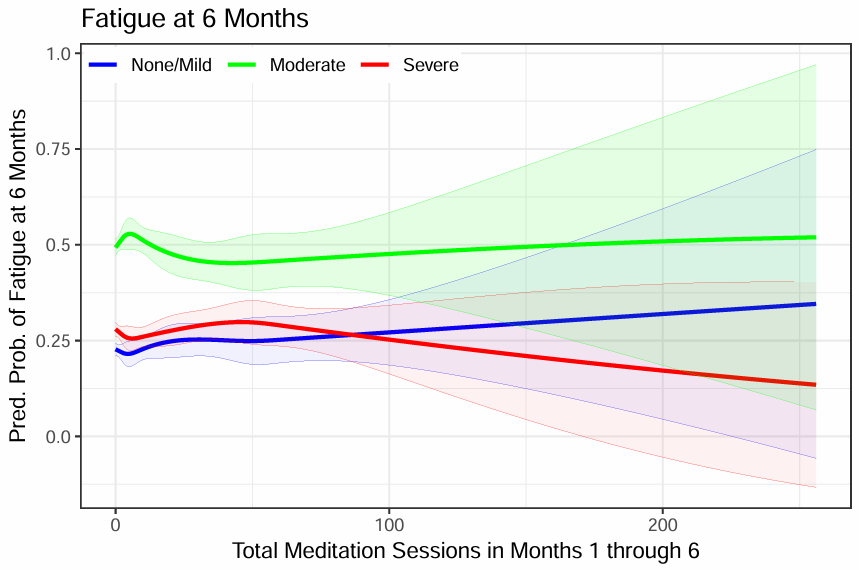 Fatigue at 6 Months
None/Mild Moderate Severe
Pred. Prob. of Fatigue at 6 Months
1.0
0.75
0.5
0.25
0.0
0 100 200
Total Meditation Sessions in Months 1 through 6